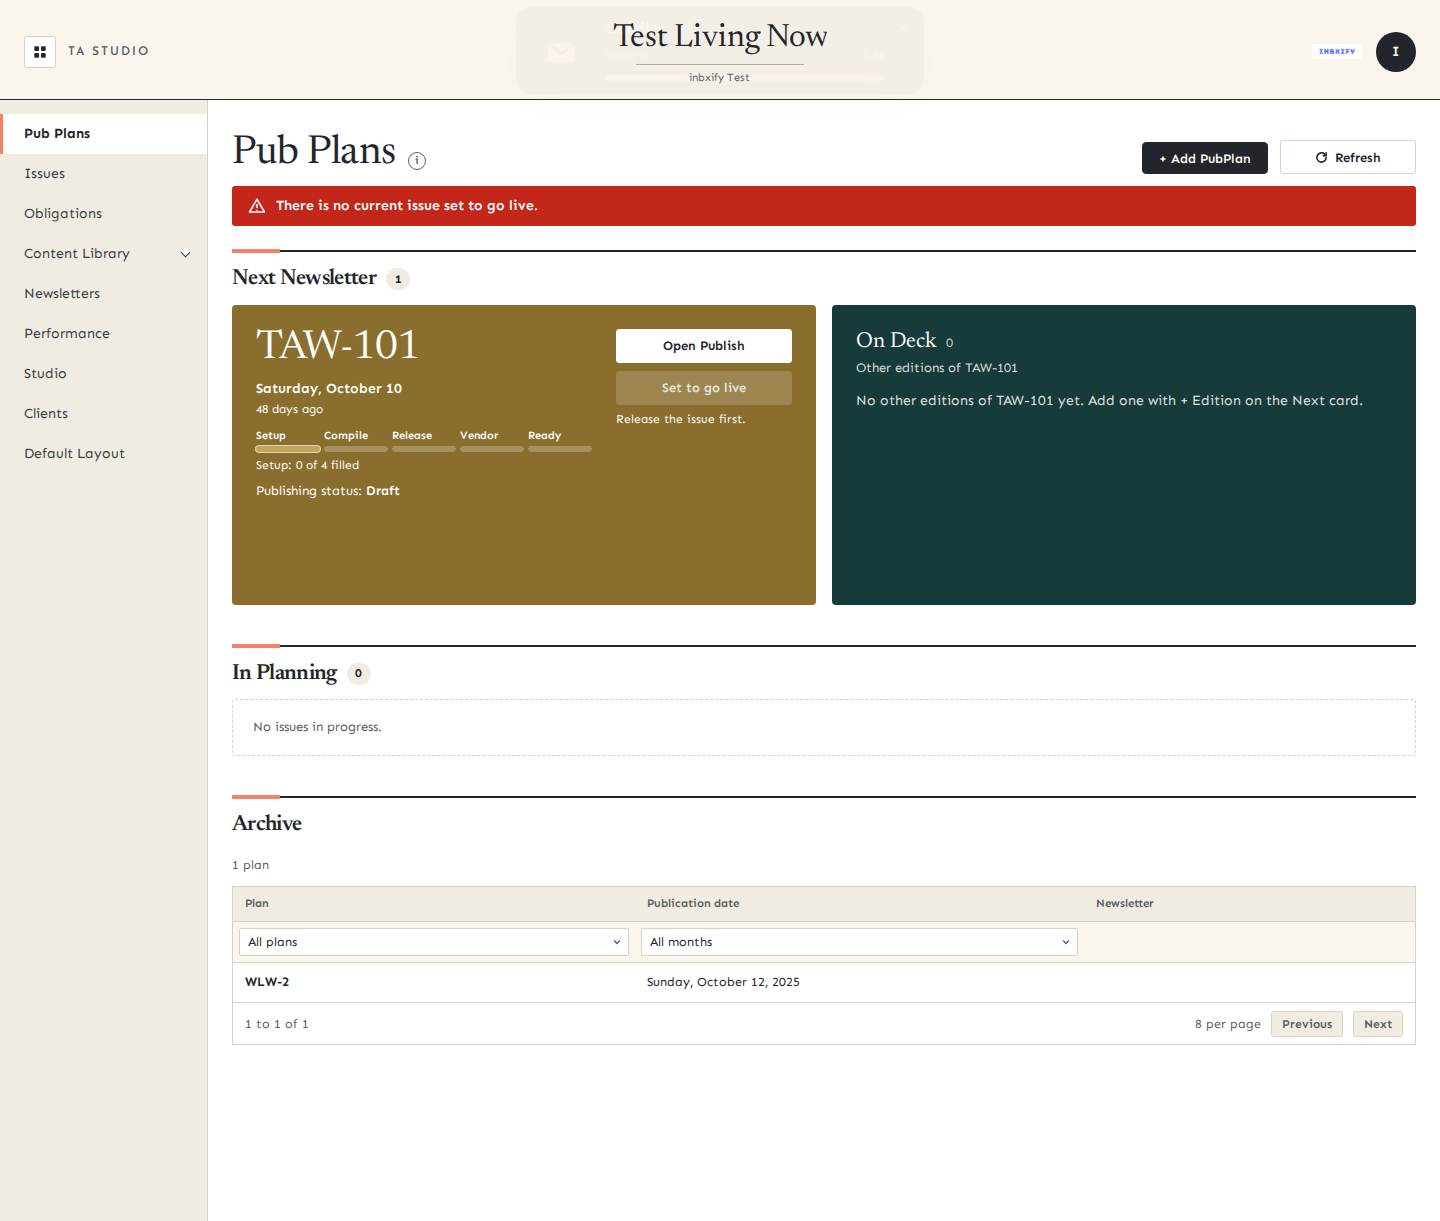 TA STUDIO
Test Living Now
inbxify Test
INBXIFY
I
Pub Plans
Issues
Obligations
Content Library
Newsletters
Performance
Studio
Clients
Default Layout
Pub Plans
i
+ Add PubPlan
Refresh
There is no current issue set to go live.
Next Newsletter 1
TAW-101
Saturday, October 10
48 days ago
Setup Compile Release Vendor Ready
Setup: 0 of 4 filled
Publishing status: Draft
Open Publish
Set to go live
Release the issue first.
On Deck 0
Other editions of TAW-101
No other editions of TAW-101 yet. Add one with + Edition on the Next card.
In Planning 0
No issues in progress.
Archive
1 plan
Plan Publication date Newsletter
All plans All months
WLW-2 Sunday, October 12, 2025
1 to 1 of 1 8 per page Previous Next